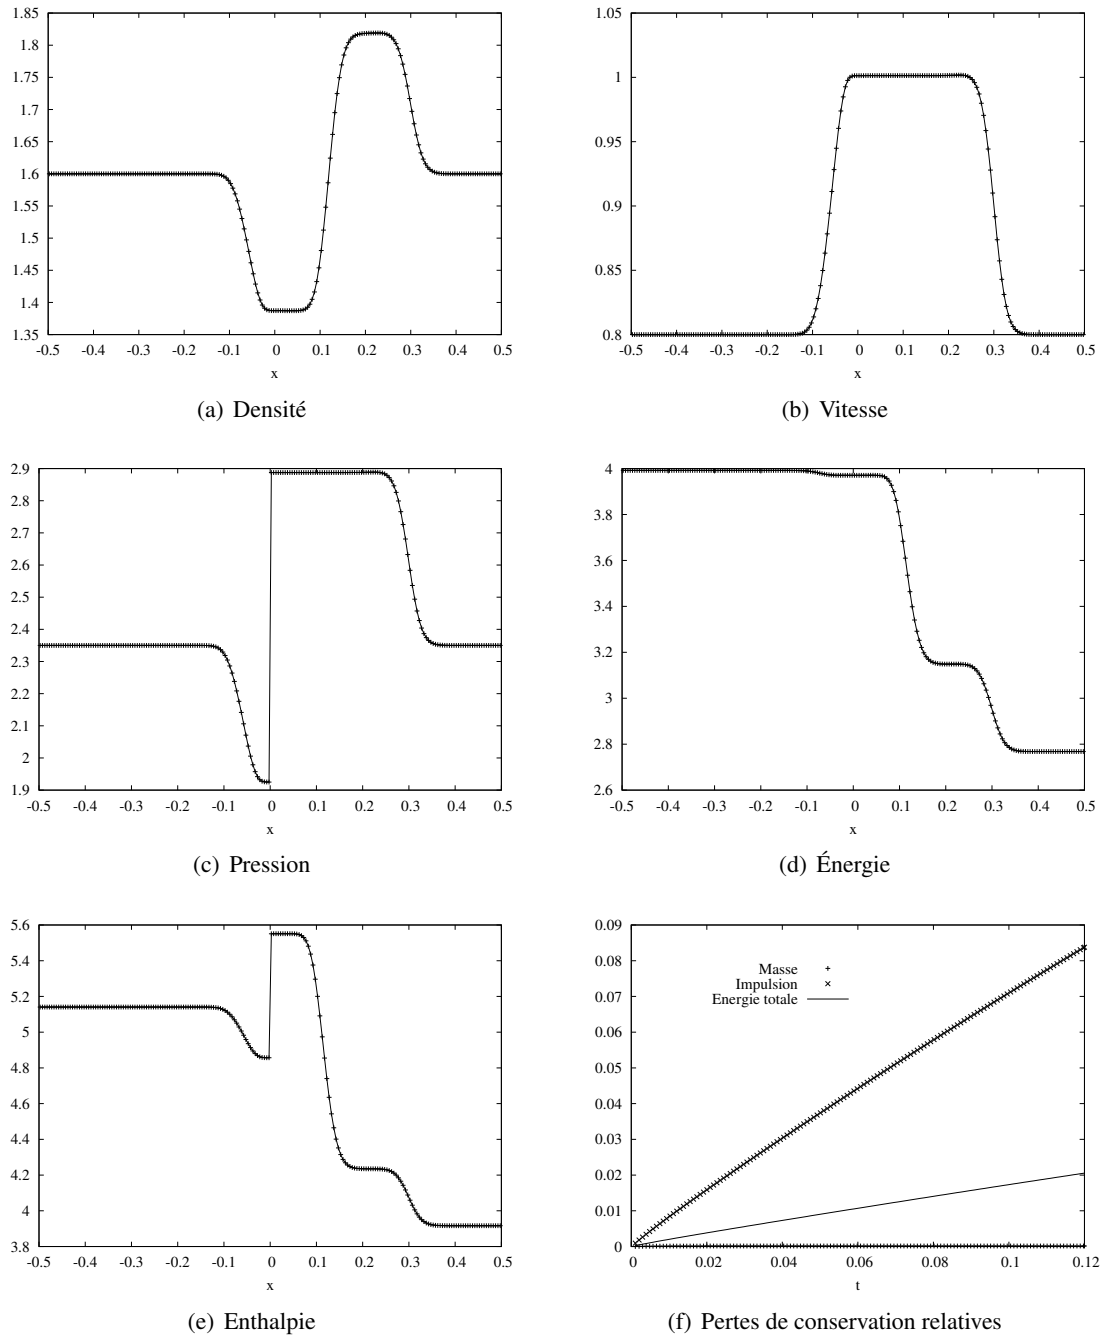 1.85
1.8
1.75
1.7
1.65
1.6
1.55
1.5
1.45
1.4
1.35
-0.5 -0.4 -0.3 -0.2 -0.1 0 0.1 0.2 0.3 0.4 0.5
x
(a) Densité
1.05
1
0.95
0.9
0.85
0.8
-0.5 -0.4 -0.3 -0.2 -0.1 0 0.1 0.2 0.3 0.4 0.5
x
(b) Vitesse
2.9
2.8
2.7
2.6
2.5
2.4
2.3
2.2
2.1
2
1.9
-0.5 -0.4 -0.3 -0.2 -0.1 0 0.1 0.2 0.3 0.4 0.5
x
(c) Pression
4
3.8
3.6
3.4
3.2
3
2.8
2.6
-0.5 -0.4 -0.3 -0.2 -0.1 0 0.1 0.2 0.3 0.4 0.5
x
(d) Énergie
5.6
5.4
5.2
5
4.8
4.6
4.4
4.2
4
3.8
-0.5 -0.4 -0.3 -0.2 -0.1 0 0.1 0.2 0.3 0.4 0.5
x
(e) Enthalpie
0.09
0.08
0.07
0.06
0.05
0.04
0.03
0.02
0.01
0
Masse
Impulsion
Energie totale
0 0.02 0.04 0.06 0.08 0.1 0.12
t
(f) Pertes de conservation relatives